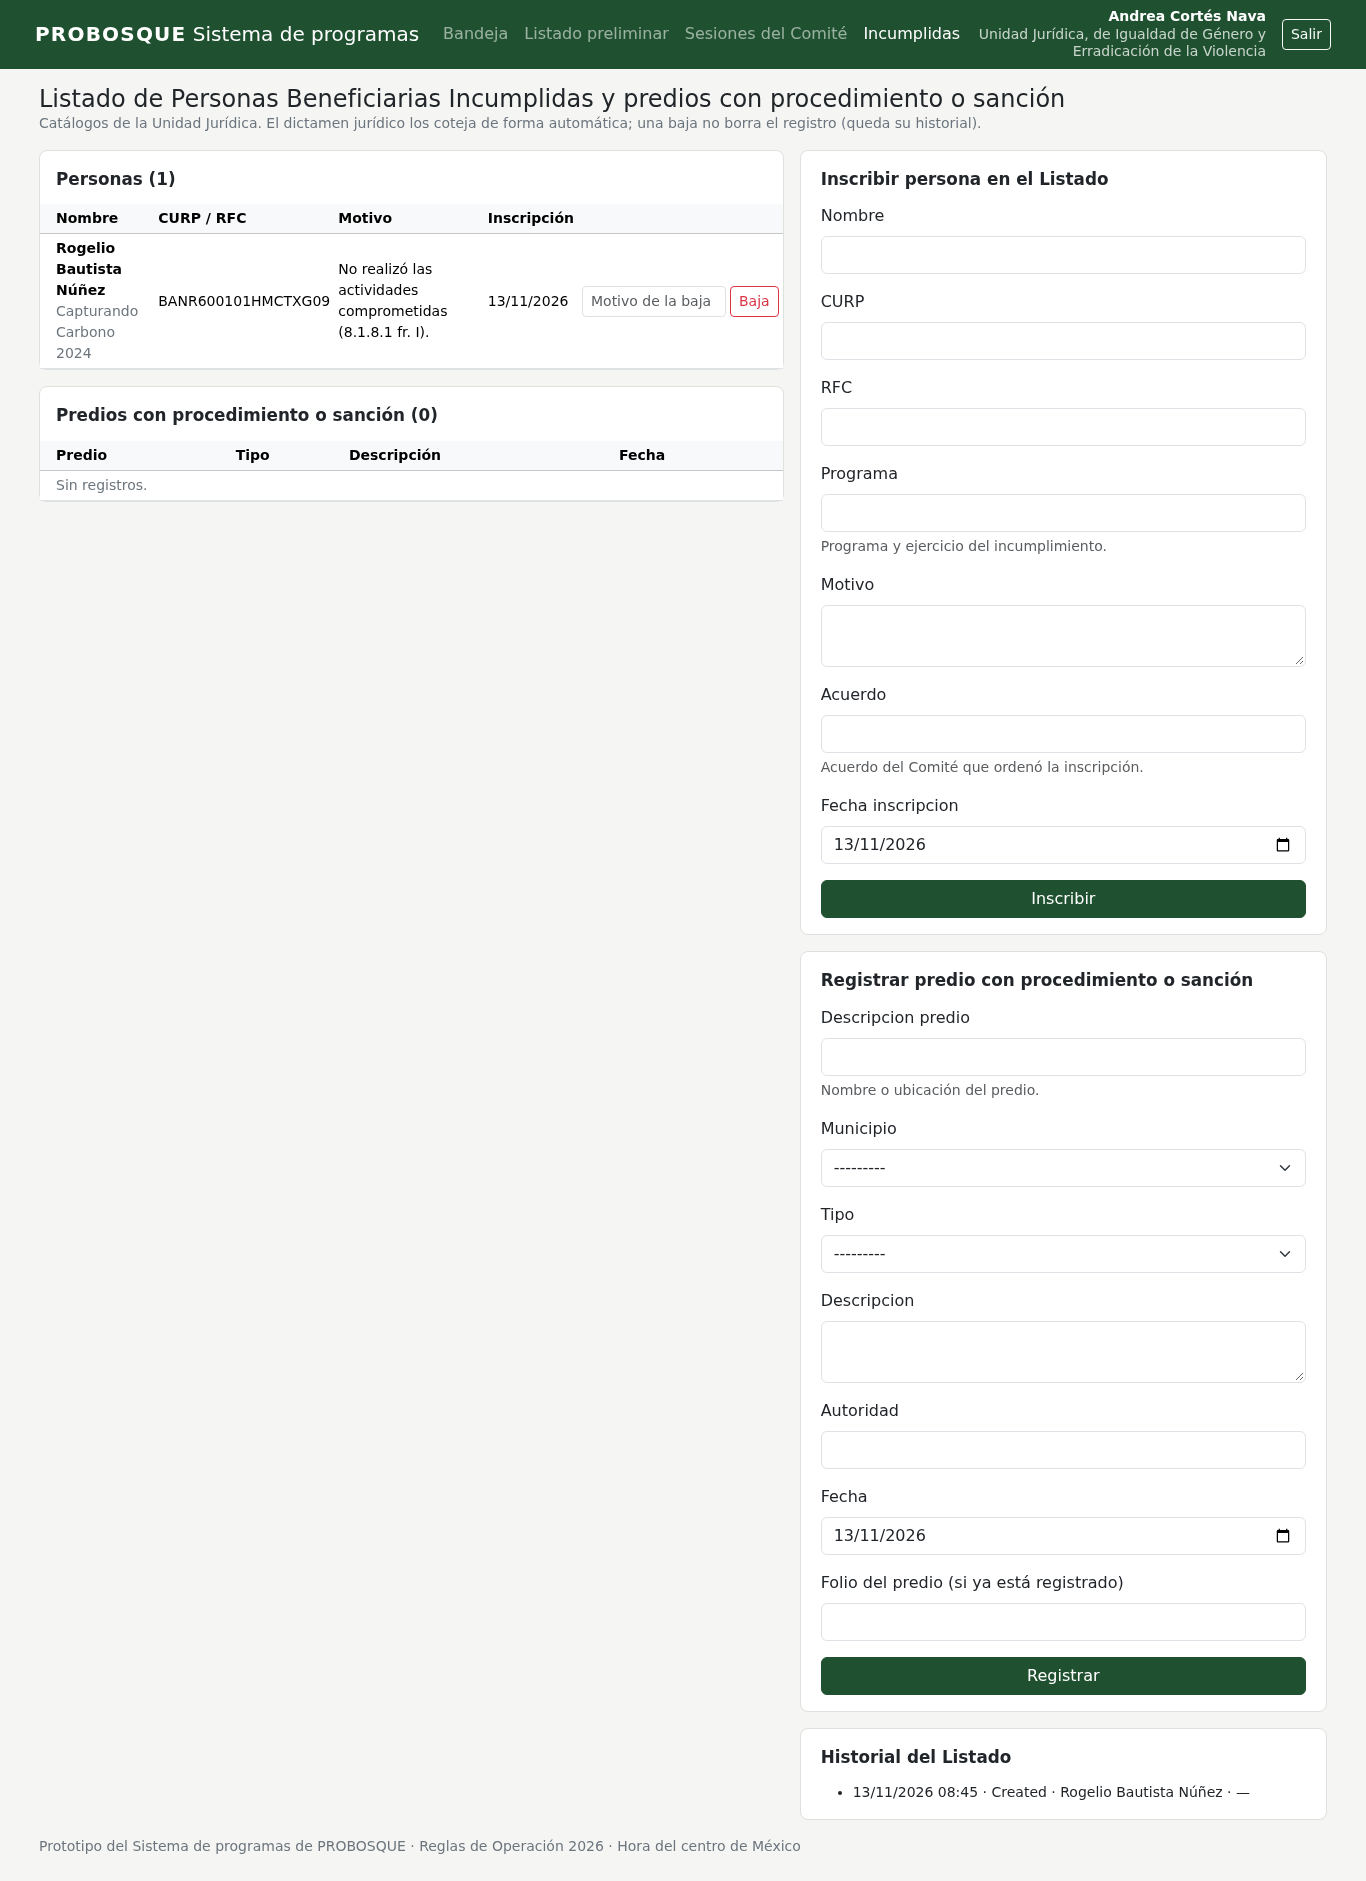 PROBOSQUE Sistema de programas
Bandeja
Listado preliminar
Sesiones del Comité
Incumplidas
Andrea Cortés Nava
Unidad Jurídica, de Igualdad de Género y
Erradicación de la Violencia
Salir
Listado de Personas Beneficiarias Incumplidas y predios con procedimiento o sanción
Catálogos de la Unidad Jurídica. El dictamen jurídico los coteja de forma automática; una baja no borra el registro (queda su historial).
Personas (1)
Nombre CURP / RFC Motivo Inscripción
Rogelio
Bautista
Núñez
Capturando
Carbono
2024
BANR600101HMCTXG09
No realizó las
actividades
comprometidas
(8.1.8.1 fr. I).
13/11/2026
Motivo de la baja
Baja
Predios con procedimiento o sanción (0)
Predio Tipo Descripción Fecha
Sin registros.
Inscribir persona en el Listado
Nombre
CURP
RFC
Programa
Programa y ejercicio del incumplimiento.
Motivo
Acuerdo
Acuerdo del Comité que ordenó la inscripción.
Fecha inscripcion
13/11/2026
Inscribir
Registrar predio con procedimiento o sanción
Descripcion predio
Nombre o ubicación del predio.
Municipio
---------
Tipo
---------
Descripcion
Autoridad
Fecha
13/11/2026
Folio del predio (si ya está registrado)
Registrar
Historial del Listado
• 13/11/2026 08:45 · Created · Rogelio Bautista Núñez · —
Prototipo del Sistema de programas de PROBOSQUE · Reglas de Operación 2026 · Hora del centro de México